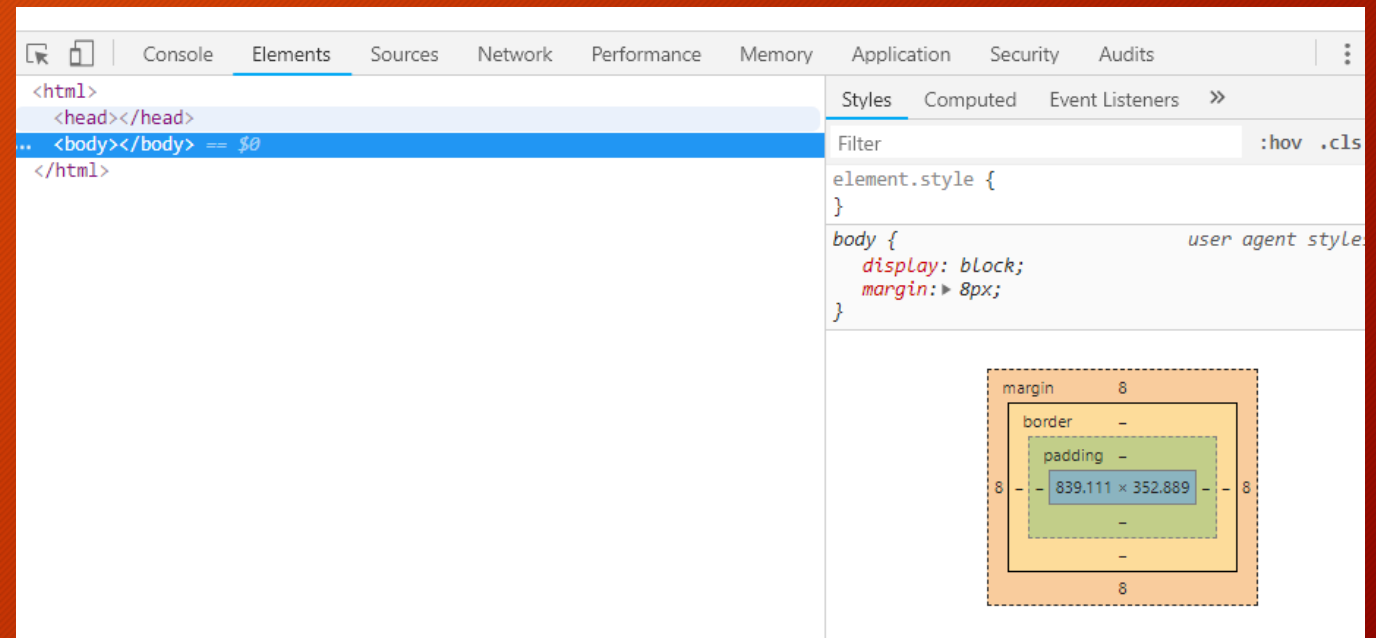 Console Elements Sources Network Performance Memory Application Security Audits
<html>
<head></head>
... <body></body> == $0
</html>
Styles Computed Event Listeners »
Filter :hov .cls
element.style {
}
body { user agent
display: block;
margin: 8px;
}
margin 8
border –
padding –
8 – – 839.111 × 352.889 – – 8
–
–
8